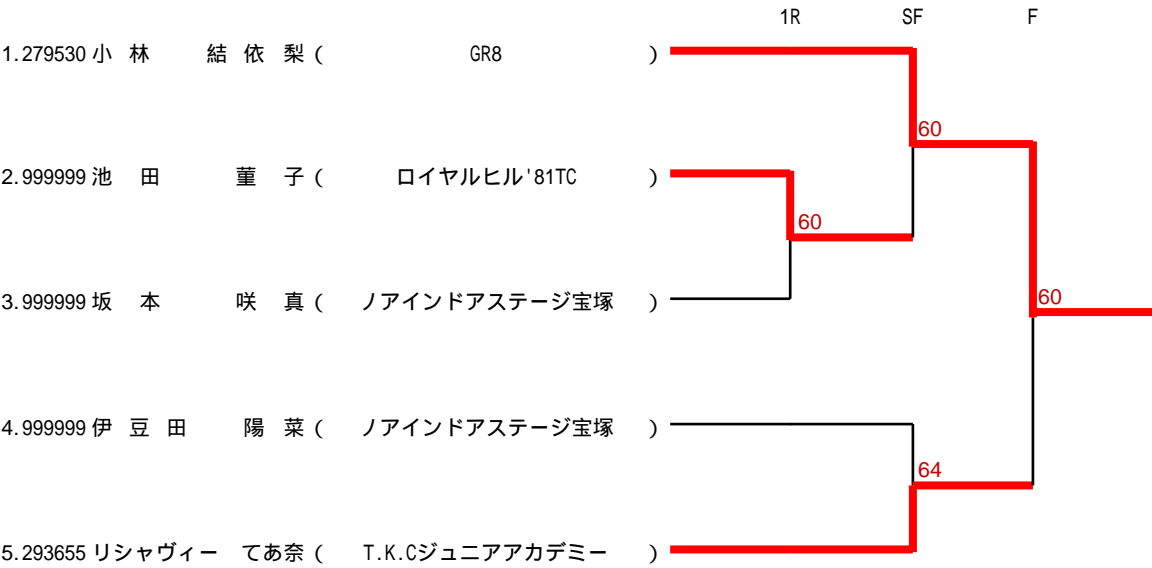 1R SF F
1.279530 小 林 結 依 梨 ( GR8 )
60
2.999999 池 田 菫 子 ( ロイヤルヒル'81TC )
60
3.999999 坂 本 咲 真 ( ノアインドアステージ宝塚 )
60
4.999999 伊 豆 田 陽 菜 ( ノアインドアステージ宝塚 )
64
5.293655 リシャヴィー てあ奈 ( T.K.Cジュニアアカデミー )